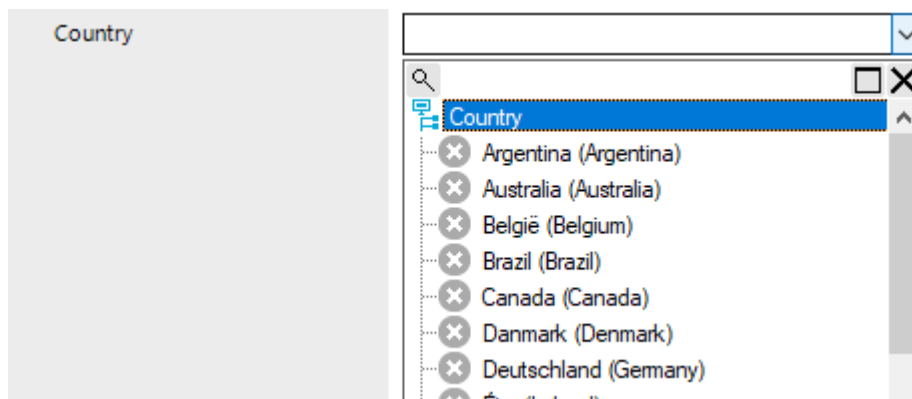 Country
Country
Argentina (Argentina)
Australia (Australia)
België (Belgium)
Brazil (Brazil)
Canada (Canada)
Danmark (Denmark)
Deutschland (Germany)